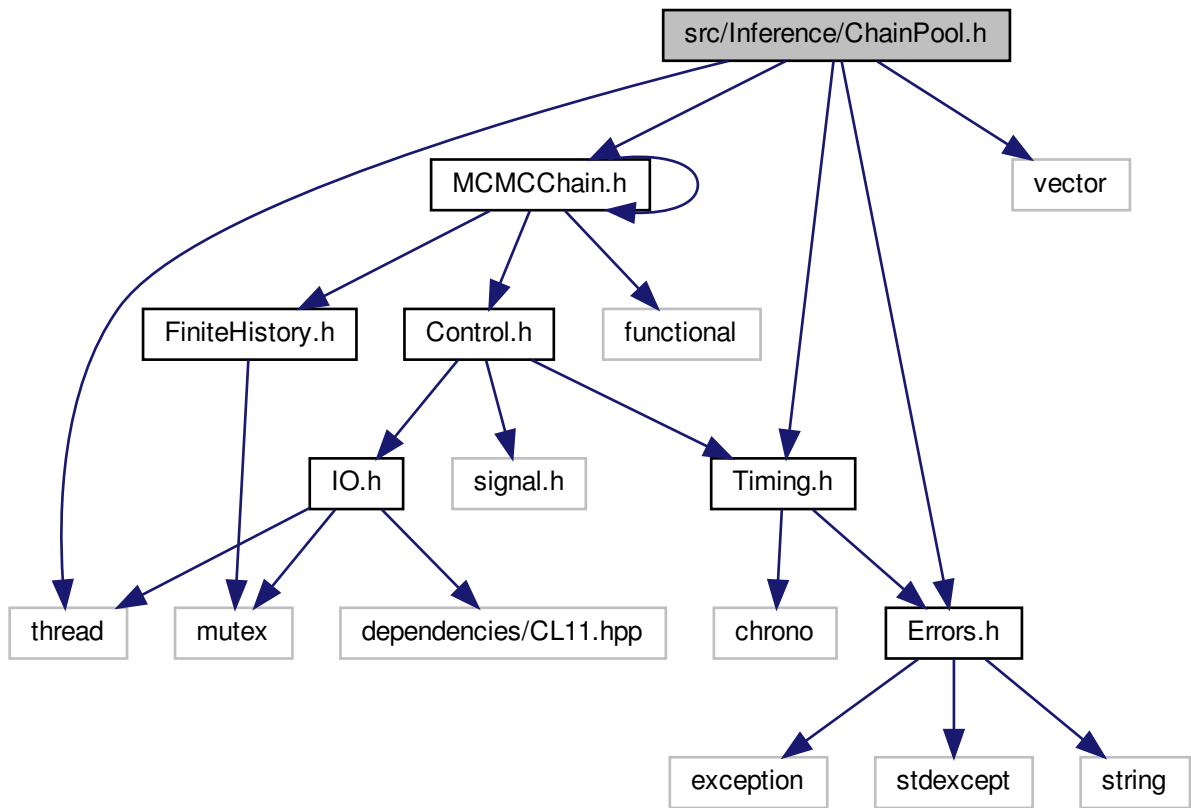 src/Inference/ChainPool.h
MCMCChain.h
vector
FiniteHistory.h
Control.h
functional
IO.h
signal.h
Timing.h
thread
mutex
dependencies/CL11.hpp
chrono
Errors.h
exception
stdexcept
string